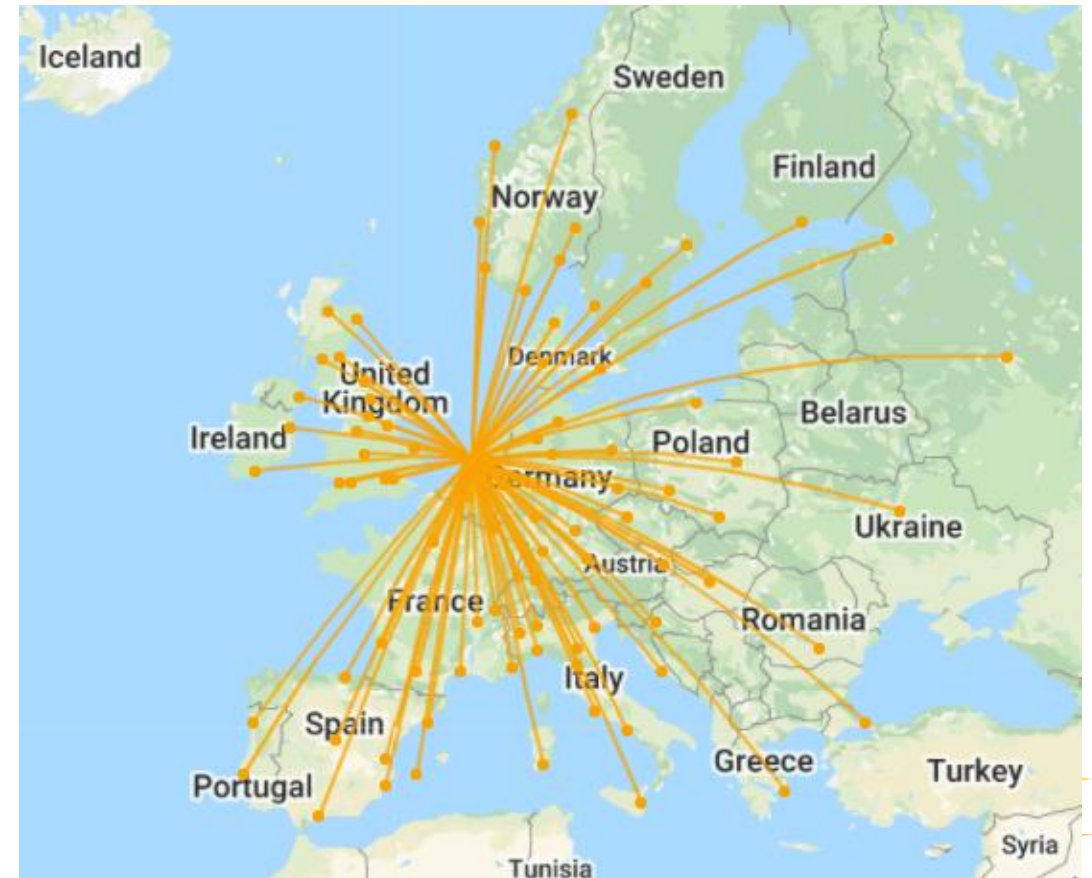 Iceland
Sweden
Finland
Norway
Denmark
United
Kingdom
Ireland
Belarus
Poland
Germany
Ukraine
Austria
France
Romania
Italy
Spain
Greece
Portugal
Turkey
Syria
Tunisia